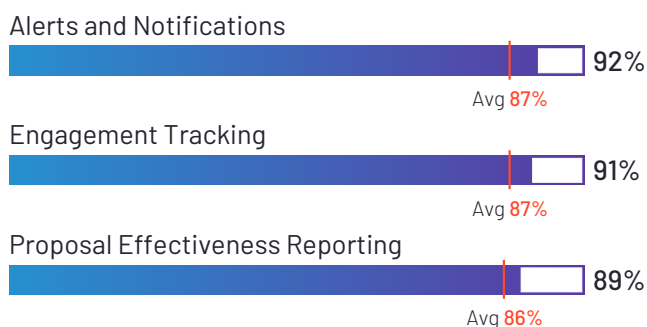 Alerts and Notifications
92%
Avg 87%
Engagement Tracking
91%
Avg 87%
Proposal Effectiveness Reporting
89%
Avg 86%